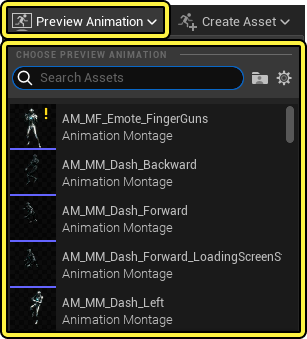 Preview Animation
Create Asset
CHOOSE PREVIEW ANIMATION
Search Assets
AM_MF_Emote_FingerGuns
Animation Montage
AM_MM_Dash_Backward
Animation Montage
AM_MM_Dash_Forward
Animation Montage
AM_MM_Dash_Forward_LoadingScreenS
Animation Montage
AM_MM_Dash_Left
Animation Montage